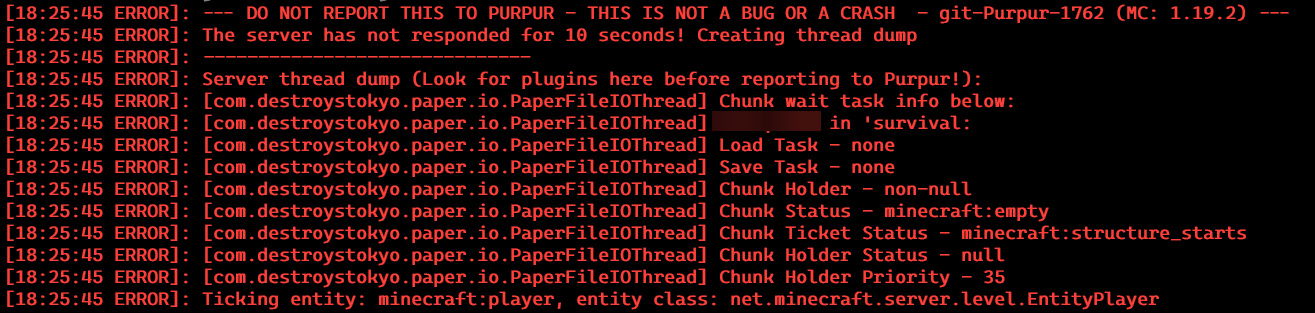 [18:25:45 ERROR]: --- DO NOT REPORT THIS TO PURPUR - THIS IS NOT A BUG OR A CRASH  - git-Purpur-1762 (MC: 1.19.2) ---
[18:25:45 ERROR]: The server has not responded for 10 seconds! Creating thread dump
[18:25:45 ERROR]: ------------------------------
[18:25:45 ERROR]: Server thread dump (Look for plugins here before reporting to Purpur!):
[18:25:45 ERROR]: [com.destroystokyo.paper.io.PaperFileIOThread] Chunk wait task info below:
[18:25:45 ERROR]: [com.destroystokyo.paper.io.PaperFileIOThread] in 'survival:
[18:25:45 ERROR]: [com.destroystokyo.paper.io.PaperFileIOThread] Load Task - none
[18:25:45 ERROR]: [com.destroystokyo.paper.io.PaperFileIOThread] Save Task - none
[18:25:45 ERROR]: [com.destroystokyo.paper.io.PaperFileIOThread] Chunk Holder - non-null
[18:25:45 ERROR]: [com.destroystokyo.paper.io.PaperFileIOThread] Chunk Status - minecraft:empty
[18:25:45 ERROR]: [com.destroystokyo.paper.io.PaperFileIOThread] Chunk Ticket Status - minecraft:structure_starts
[18:25:45 ERROR]: [com.destroystokyo.paper.io.PaperFileIOThread] Chunk Holder Status - null
[18:25:45 ERROR]: [com.destroystokyo.paper.io.PaperFileIOThread] Chunk Holder Priority - 35
[18:25:45 ERROR]: Ticking entity: minecraft:player, entity class: net.minecraft.server.level.EntityPlayer